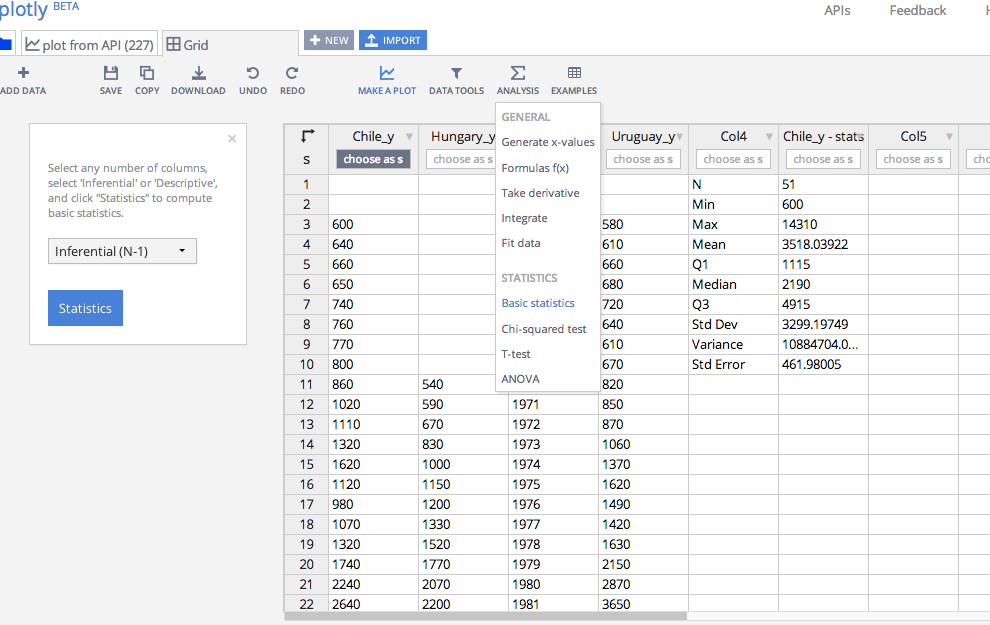 plotly BETA
APIs Feedback
plot from API (227) Grid + NEW IMPORT
ADD DATA SAVE COPY DOWNLOAD UNDO REDO MAKE A PLOT DATA TOOLS ANALYSIS EXAMPLES
Select any number of columns,
select 'Inferential' or 'Descriptive',
and click "Statistics" to compute
basic statistics.
Inferential (N-1)
Statistics
GENERAL
Generate x-values
Formulas f(x)
Take derivative
Integrate
Fit data
STATISTICS
Basic statistics
Chi-squared test
T-test
ANOVA
Chile_y Hungary_y Uruguay_y Col4 Chile_y - stats Col5
s choose as s choose as s choose as s choose as s choose as s choose as s choo
1 N 51
2 Min 600
3 600 580 Max 14310
4 640 610 Mean 3518.03922
5 660 660 Q1 1115
6 650 680 Median 2190
7 740 720 Q3 4915
8 760 640 Std Dev 3299.19749
9 770 610 Variance 10884704.0...
10 800 670 Std Error 461.98005
11 860 540 820
12 1020 590 1971 850
13 1110 670 1972 870
14 1320 830 1973 1060
15 1620 1000 1974 1370
16 1120 1150 1975 1620
17 980 1200 1976 1490
18 1070 1330 1977 1420
19 1320 1520 1978 1630
20 1740 1770 1979 2150
21 2240 2070 1980 2870
22 2640 2200 1981 3650